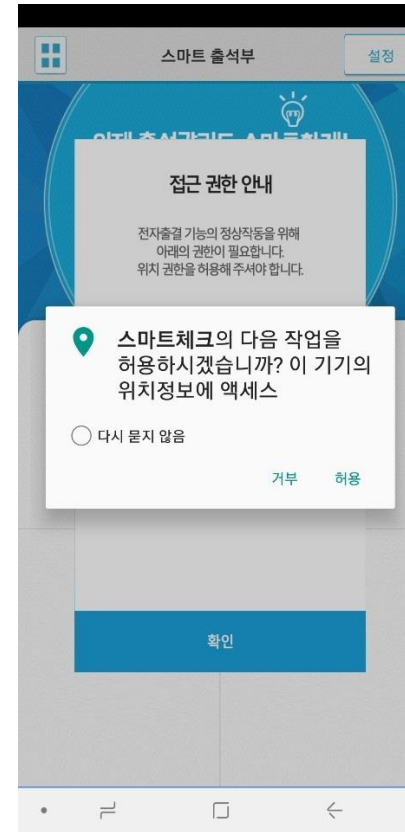 스마트 출석부
설정
접근 권한 안내
전자출결 기능의 정상작동을 위해
아래의 권한이 필요합니다.
위치 권한을 허용해 주셔야 합니다.
스마트체크의 다음 작업을
허용하시겠습니까? 이 기기의
위치정보에 액세스
다시 묻지 않음
거부 허용
확인